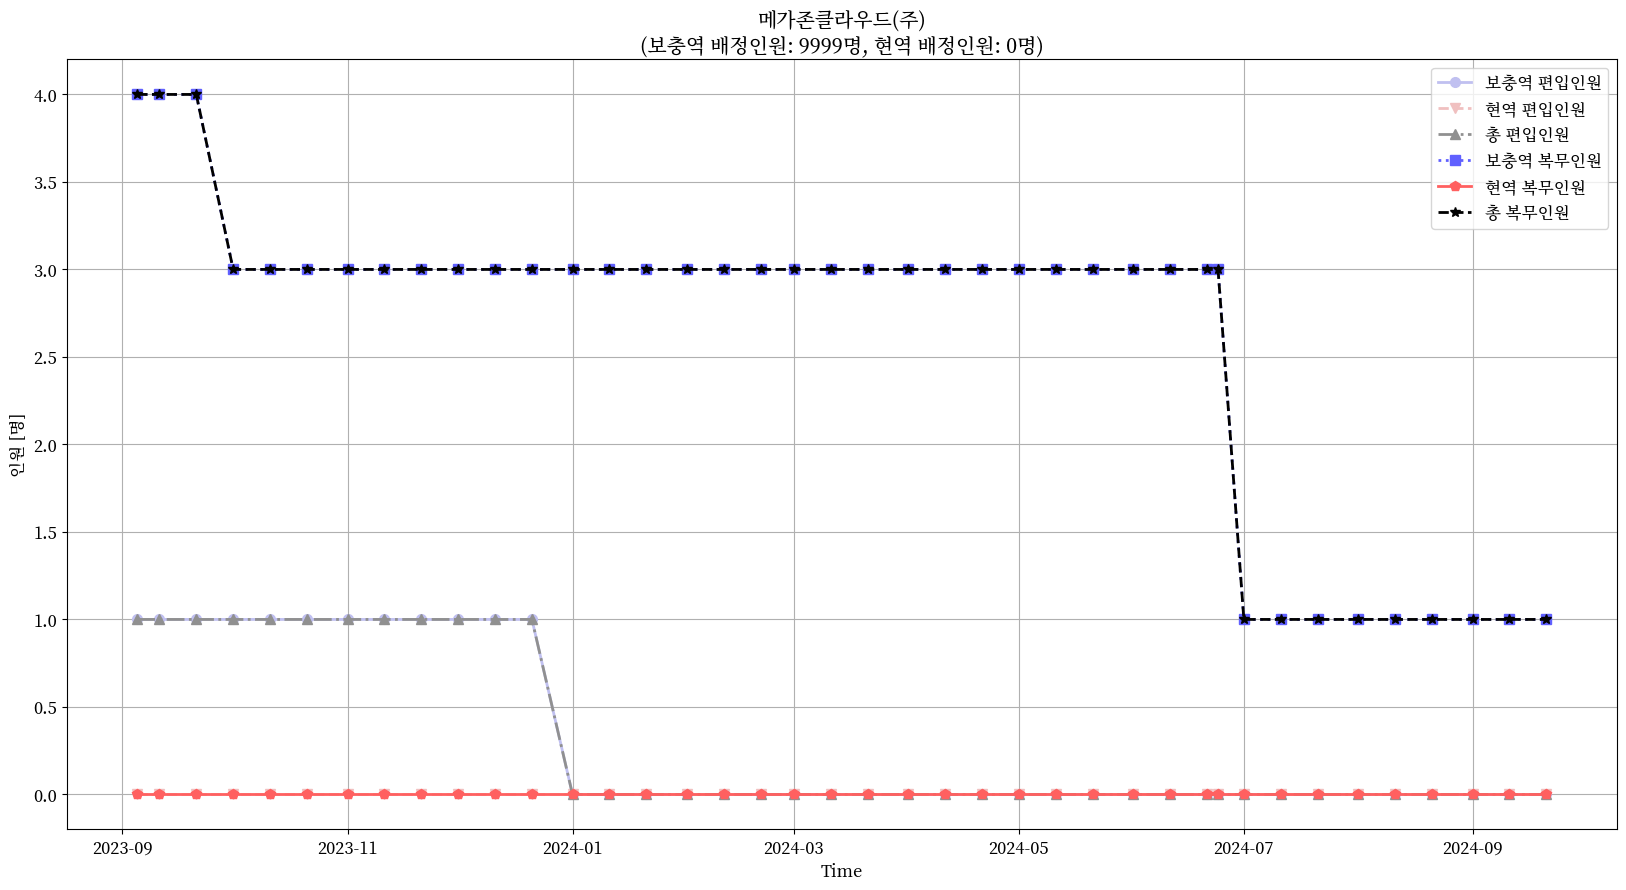 메가존클라우드(주)
(보충역 배정인원: 9999명, 현역 배정인원: 0명)
보충역 편입인원
현역 편입인원
총 편입인원
보충역 복무인원
현역 복무인원
총 복무인원
인원 [명]
4.0
3.5
3.0
2.5
2.0
1.5
1.0
0.5
0.0
2023-09
2023-11
2024-01
2024-03
2024-05
2024-07
2024-09
Time